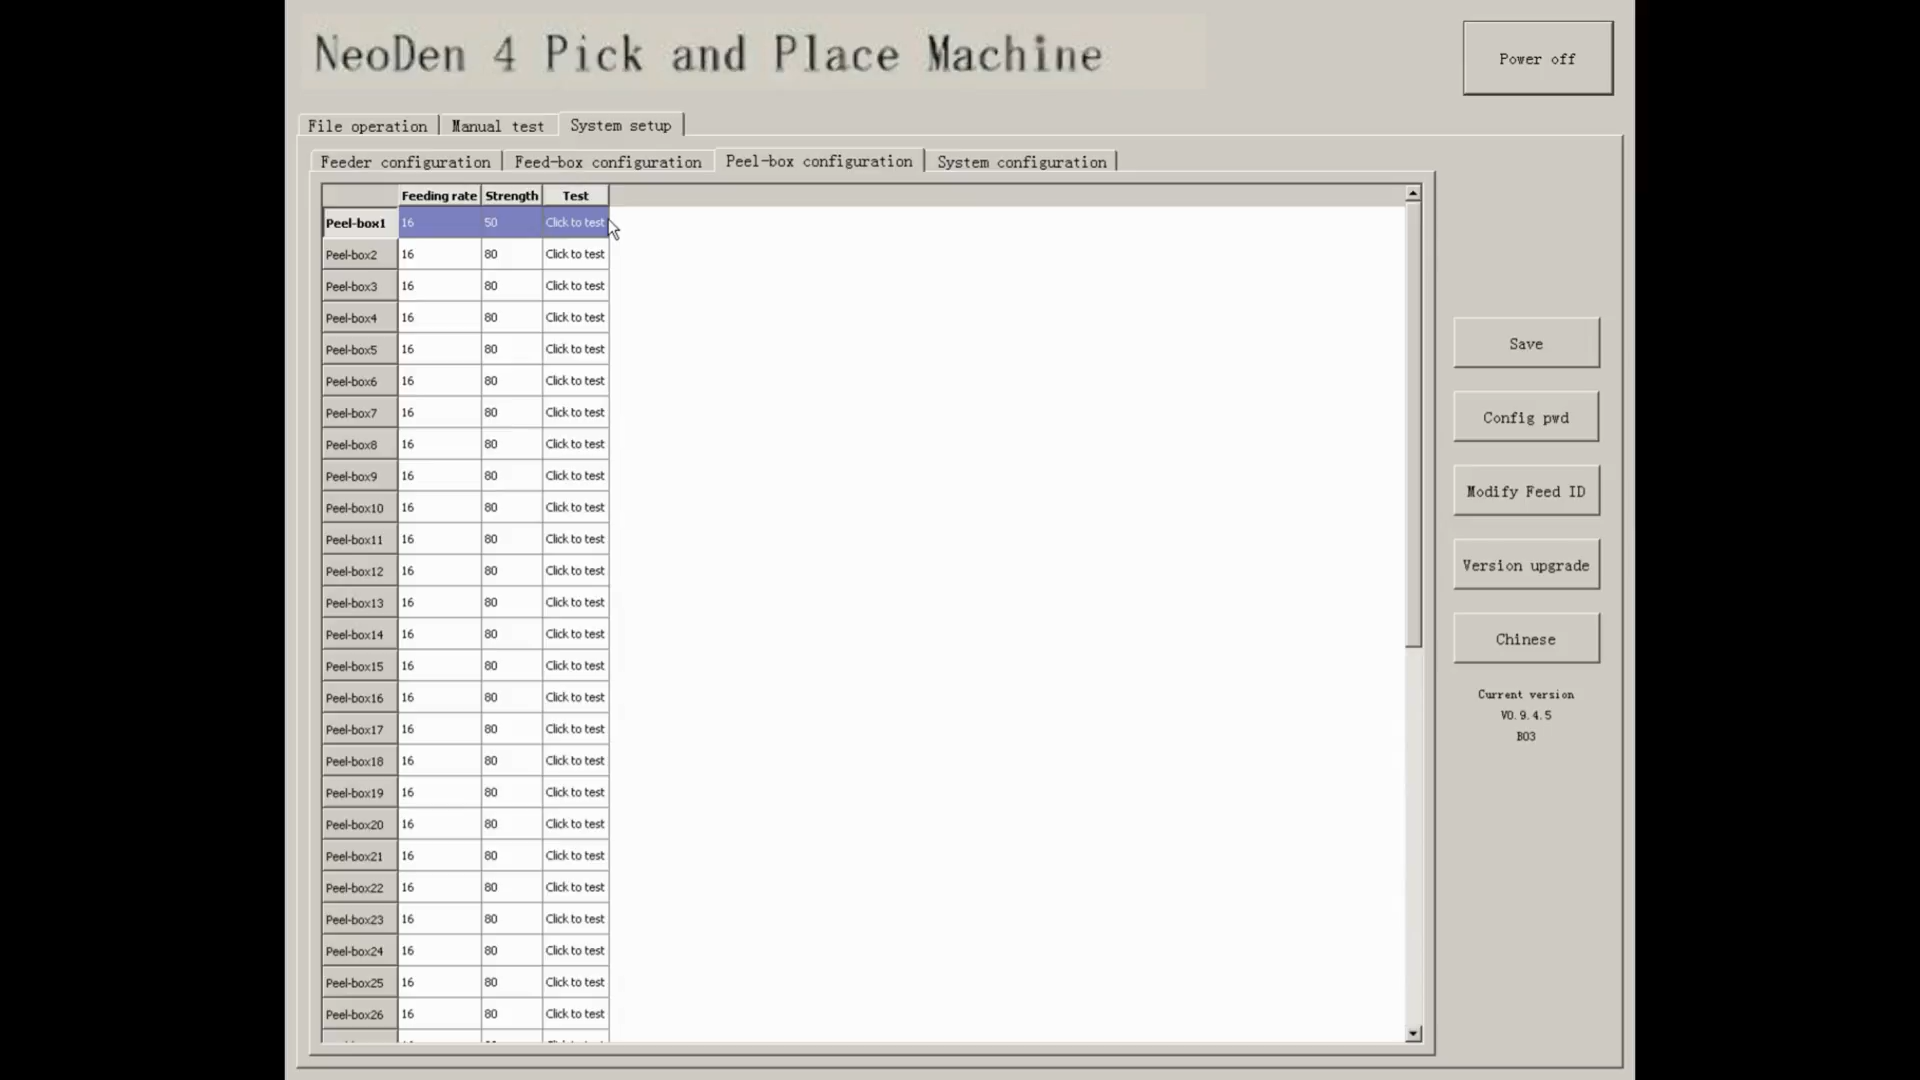 NeoDen 4 Pick and Place Machine
Power off
File operation Manual test System setup
Feeder configuration Feed-box configuration Peel-box configuration System configuration
Feeding rate Strength Test
Peel-box1 16 50 Click to test
Peel-box2 16 80 Click to test
Peel-box3 16 80 Click to test
Peel-box4 16 80 Click to test
Peel-box5 16 80 Click to test
Peel-box6 16 80 Click to test
Peel-box7 16 80 Click to test
Peel-box8 16 80 Click to test
Peel-box9 16 80 Click to test
Peel-box10 16 80 Click to test
Peel-box11 16 80 Click to test
Peel-box12 16 80 Click to test
Peel-box13 16 80 Click to test
Peel-box14 16 80 Click to test
Peel-box15 16 80 Click to test
Peel-box16 16 80 Click to test
Peel-box17 16 80 Click to test
Peel-box18 16 80 Click to test
Peel-box19 16 80 Click to test
Peel-box20 16 80 Click to test
Peel-box21 16 80 Click to test
Peel-box22 16 80 Click to test
Peel-box23 16 80 Click to test
Peel-box24 16 80 Click to test
Peel-box25 16 80 Click to test
Peel-box26 16 80 Click to test
Save
Config pwd
Modify Feed ID
Version upgrade
Chinese
Current version
V0.9.4.5
B03